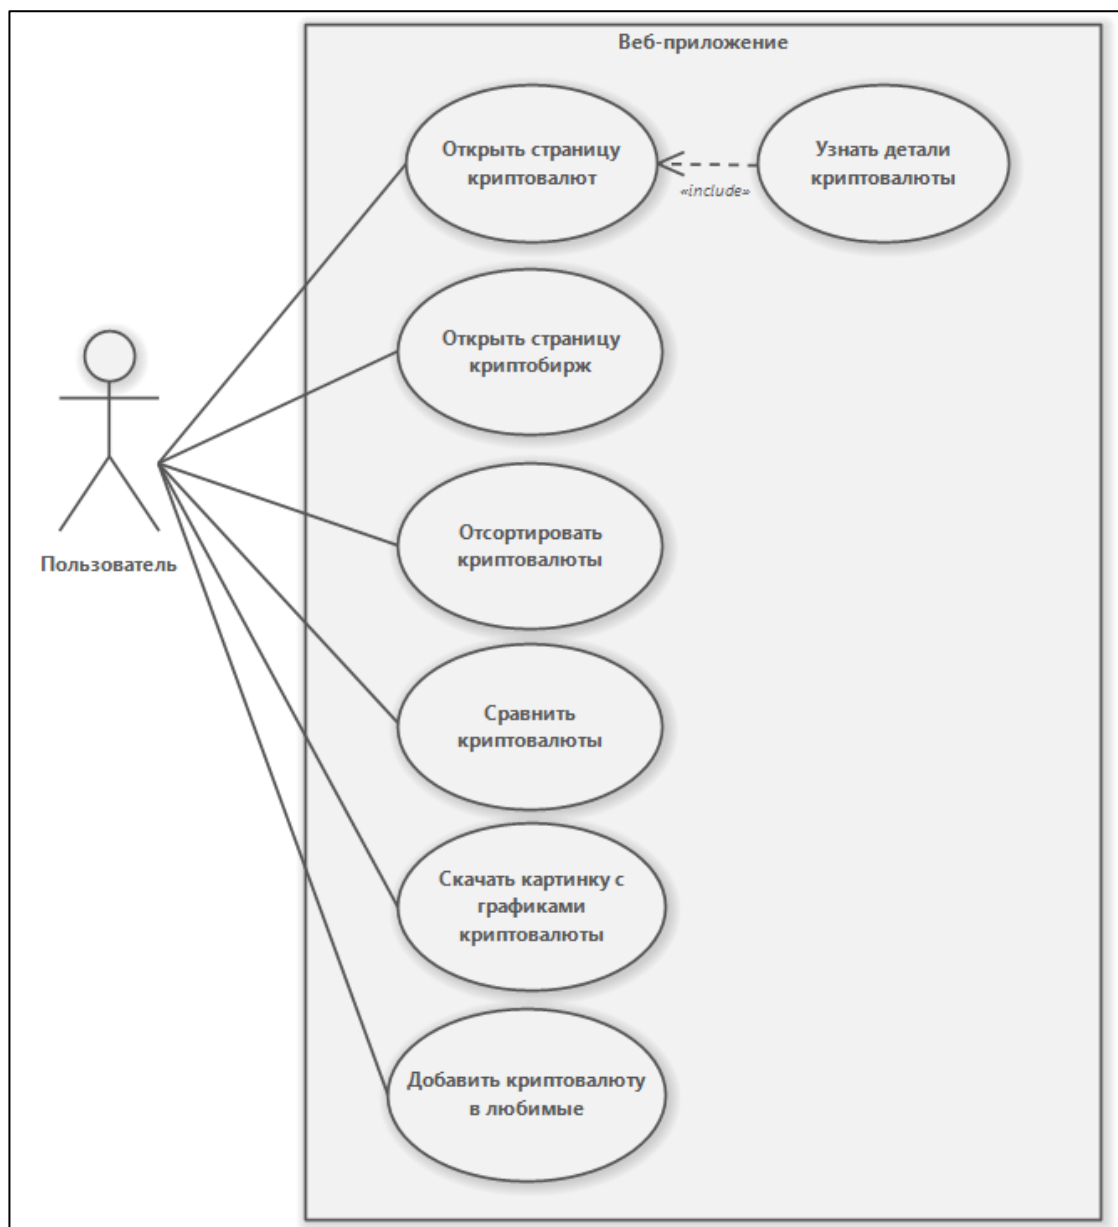 Веб-приложение
Открыть страницу
криптовалют
«include»
Узнать детали
криптовалюты
Открыть страницу
криптобирж
Отсортировать
криптовалюты
Пользователь
Сравнить
криптовалюты
Скачать картинку с
графиками
криптовалюты
Добавить криптовалюту
в любимые